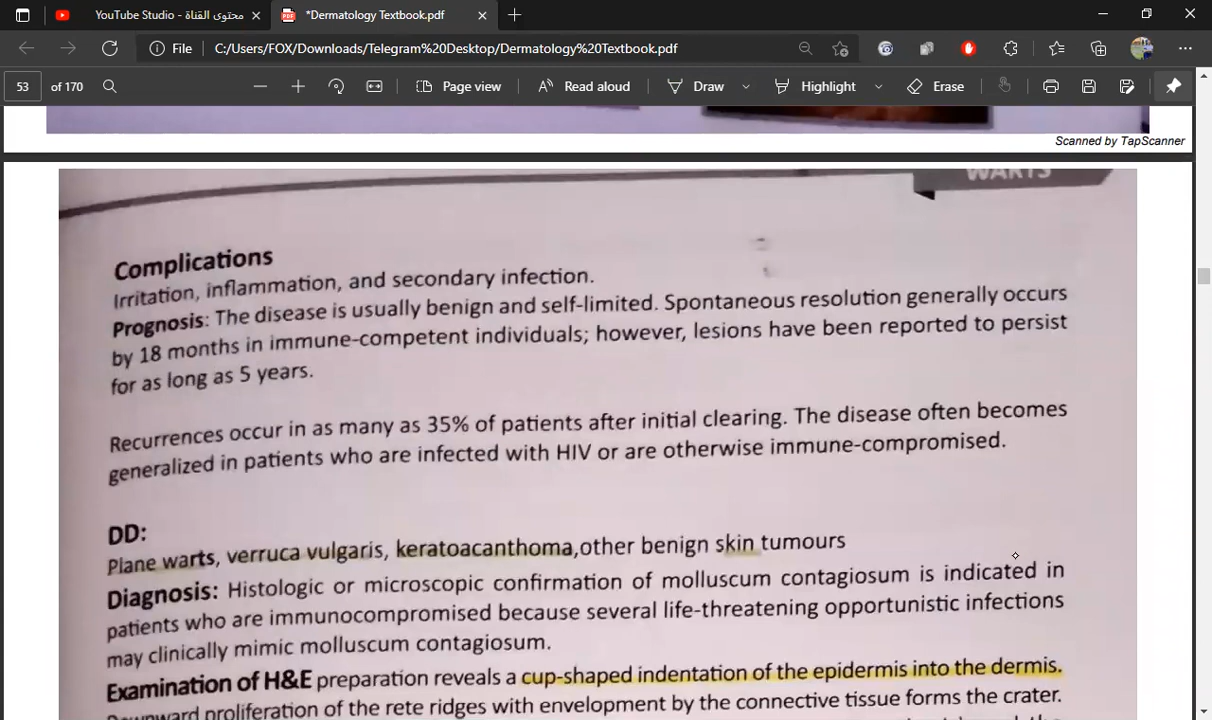 YouTube Studio - محتوى القناة
*Dermatology Textbook.pdf
File C:/Users/FOX/Downloads/Telegram%20Desktop/Dermatology%20Textbook.pdf
53 of 170 Page view Read aloud Draw Highlight Erase
Scanned by TapScanner
WARTS
Complications
Irritation, inflammation, and secondary infection.
Prognosis: The disease is usually benign and self-limited. Spontaneous resolution generally occurs
by 18 months in immune-competent individuals; however, lesions have been reported to persist
for as long as 5 years.
Recurrences occur in as many as 35% of patients after initial clearing. The disease often becomes
generalized in patients who are infected with HIV or are otherwise immune-compromised.
DD:
Plane warts, verruca vulgaris, keratoacanthoma,other benign skin tumours
Diagnosis: Histologic or microscopic confirmation of molluscum contagiosum is indicated in
patients who are immunocompromised because several life-threatening opportunistic infections
may clinically mimic molluscum contagiosum.
Examination of H&E preparation reveals a cup-shaped indentation of the epidermis into the dermis.
Downward proliferation of the rete ridges with envelopment by the connective tissue forms the crater.